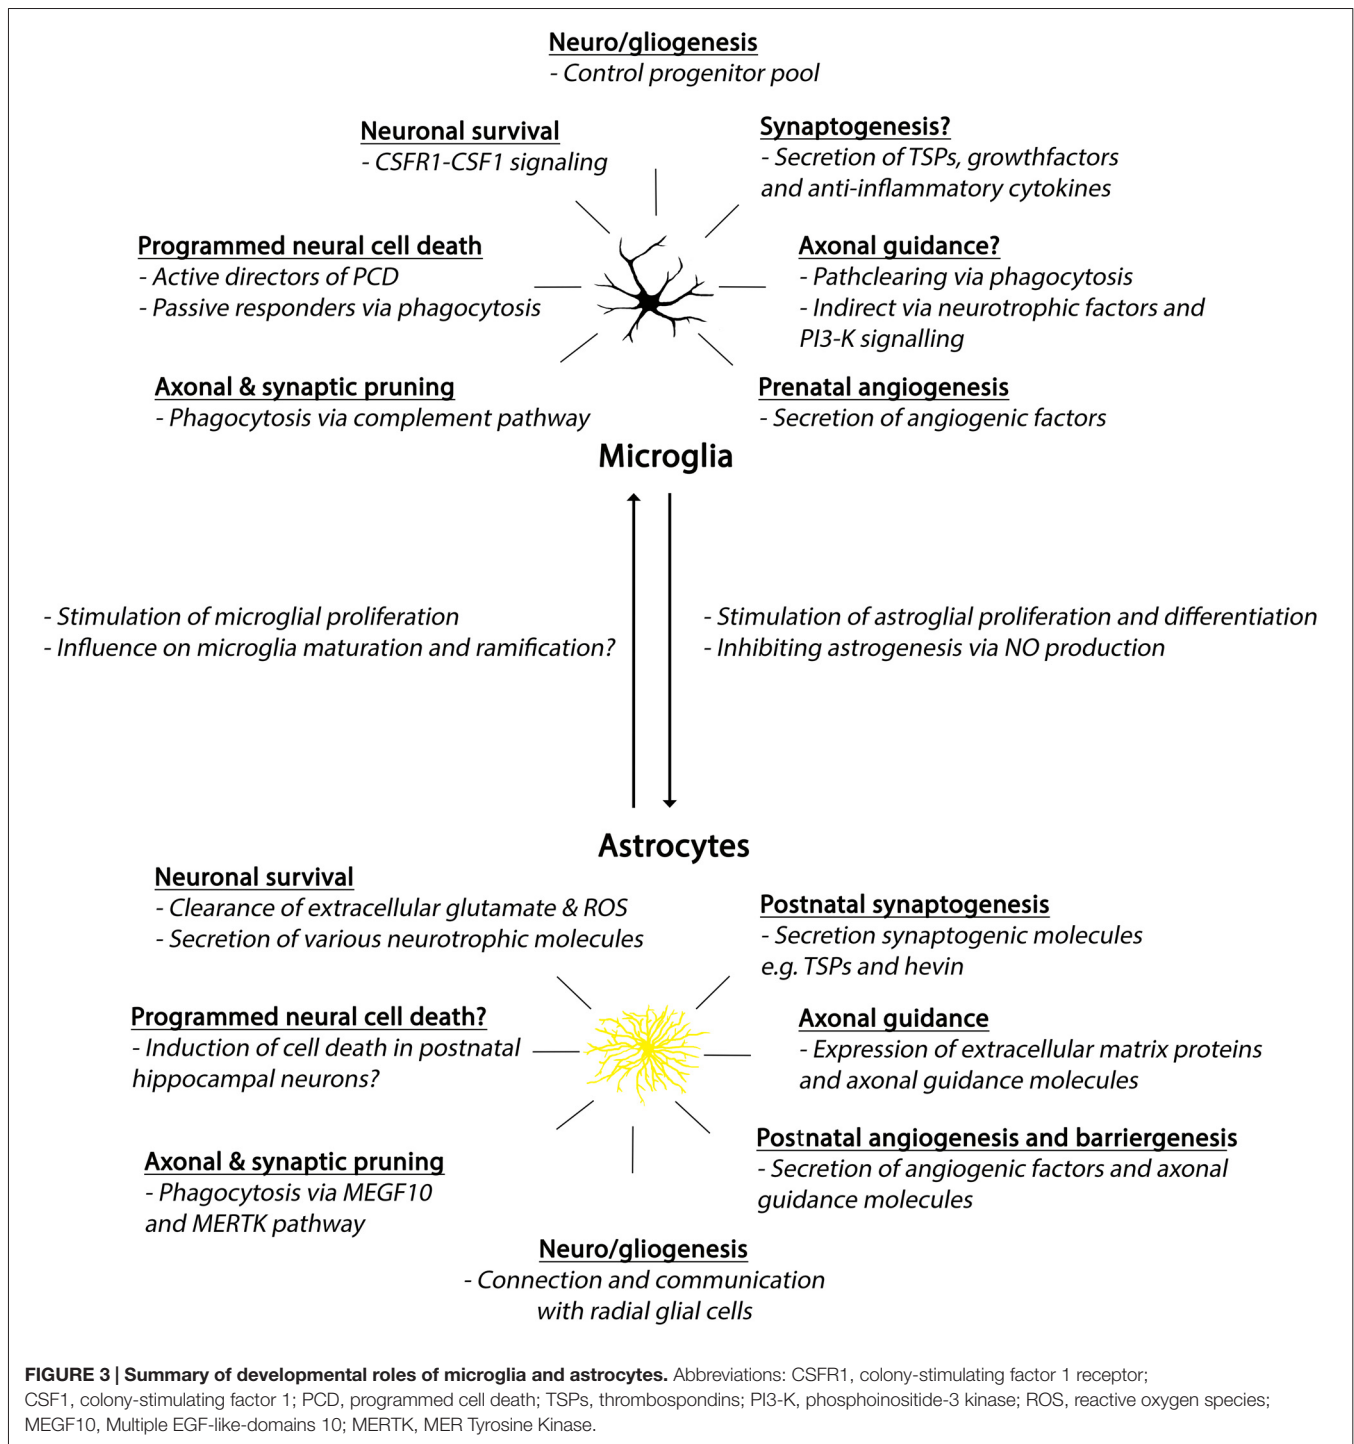 Neuro/gliogenesis
- Control progenitor pool
Neuronal survival
- CSFR1-CSF1 signaling
Synaptogenesis?
- Secretion of TSPs, growthfactors
and anti-inflammatory cytokines
Programmed neural cell death
- Active directors of PCD
- Passive responders via phagocytosis
Axonal guidance?
- Pathclearing via phagocytosis
- Indirect via neurotrophic factors and
PI3-K signalling
Axonal & synaptic pruning
- Phagocytosis via complement pathway
Prenatal angiogenesis
- Secretion of angiogenic factors
Microglia
- Stimulation of microglial proliferation
- Influence on microglia maturation and ramification?
- Stimulation of astroglial proliferation and differentiation
- Inhibiting astrogenesis via NO production
Astrocytes
Neuronal survival
- Clearance of extracellular glutamate & ROS
- Secretion of various neurotrophic molecules
Postnatal synaptogenesis
- Secretion synaptogenic molecules
e.g. TSPs and hevin
Programmed neural cell death?
- Induction of cell death in postnatal
hippocampal neurons?
Axonal guidance
- Expression of extracellular matrix proteins
and axonal guidance molecules
Axonal & synaptic pruning
- Phagocytosis via MEGF10
and MERTK pathway
Postnatal angiogenesis and barriergenesis
- Secretion of angiogenic factors and axonal
guidance molecules
Neuro/gliogenesis
- Connection and communication
with radial glial cells
FIGURE 3 | Summary of developmental roles of microglia and astrocytes. Abbreviations: CSFR1, colony-stimulating factor 1 receptor;
CSF1, colony-stimulating factor 1; PCD, programmed cell death; TSPs, thrombospondins; PI3-K, phosphoinositide-3 kinase; ROS, reactive oxygen species;
MEGF10, Multiple EGF-like-domains 10; MERTK, MER Tyrosine Kinase.